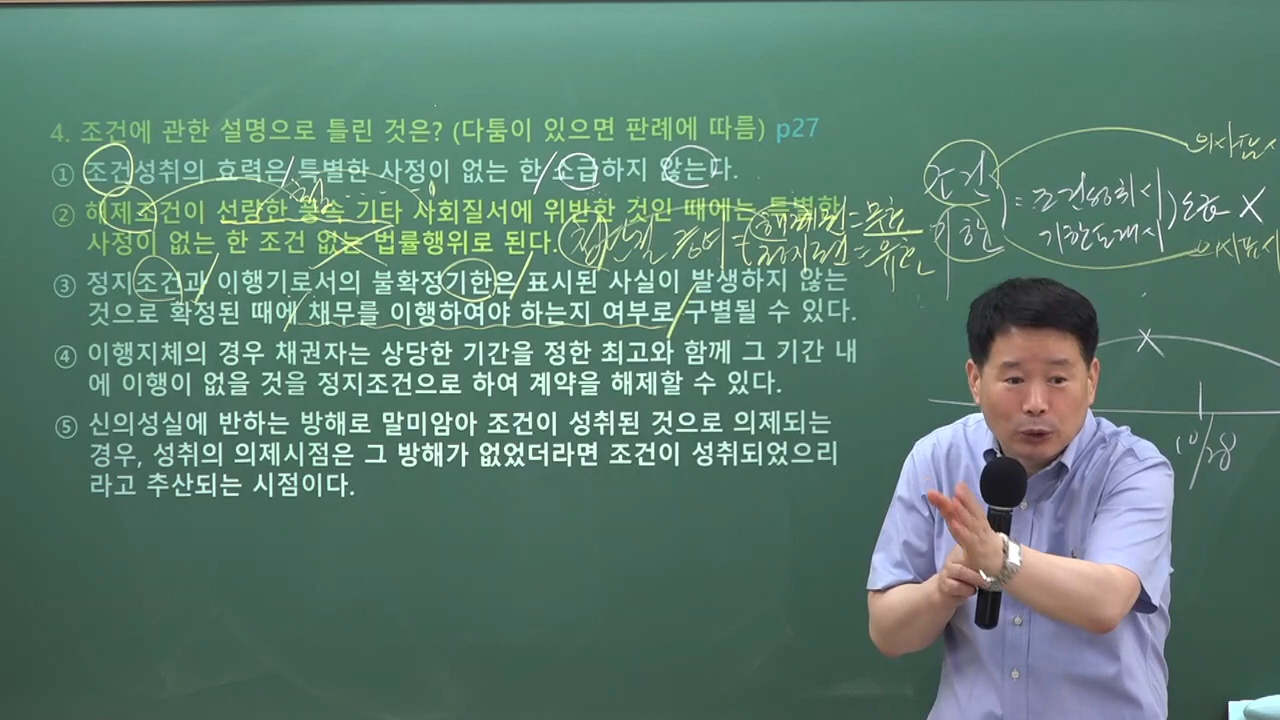 4. 조건에 관한 설명으로 틀린 것은? (다툼이 있으면 판례에 따름) p27
① 조건성취의 효력은 특별한 사정이 없는 한 소급하지 않는다.
② 해제조건이 선량한 풍속 기타 사회질서에 위반한 것인 때에는 특별한
사정이 없는 한 조건 없는 법률행위로 된다.
③ 정지조건과 이행기로서의 불확정기한은 표시된 사실이 발생하지 않는
것으로 확정된 때에 채무를 이행하여야 하는지 여부로 구별될 수 있다.
④ 이행지체의 경우 채권자는 상당한 기간을 정한 최고와 함께 그 기간 내
에 이행이 없을 것을 정지조건으로 하여 계약을 해제할 수 있다.
⑤ 신의성실에 반하는 방해로 말미암아 조건이 성취된 것으로 의제되는
경우, 성취의 의제시점은 그 방해가 없었더라면 조건이 성취되었으리
라고 추산되는 시점이다.
조건
기한
= 조건성취시
기한도래시
소급 X
= 무효
= 유효
X
10/28